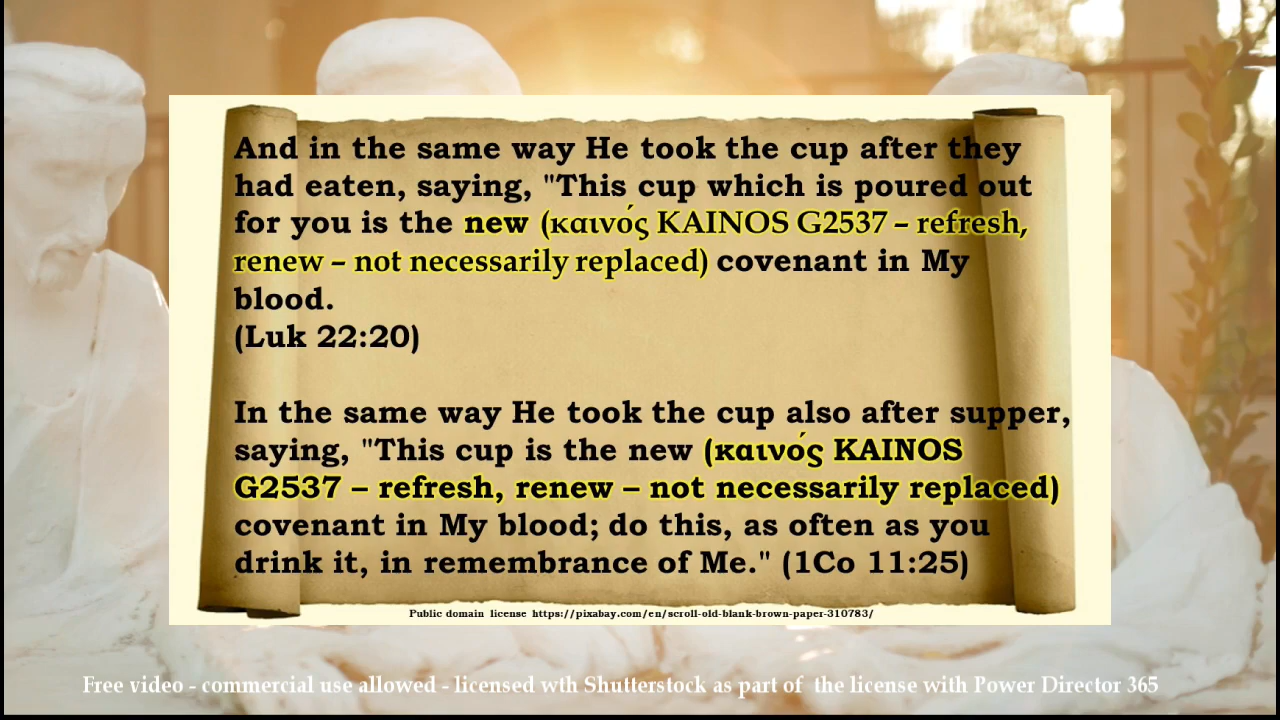 And in the same way He took the cup after they
had eaten, saying, "This cup which is poured out
for you is the new (καινός KAINOS G2537 – refresh,
renew – not necessarily replaced) covenant in My
blood.
(Luk 22:20)
In the same way He took the cup also after supper,
saying, "This cup is the new (καινός KAINOS
G2537 – refresh, renew – not necessarily replaced)
covenant in My blood; do this, as often as you
drink it, in remembrance of Me." (1Co 11:25)
Public domain license https://pixabay.com/en/scroll-old-blank-brown-paper-310783/
Free video - commercial use allowed - licensed wth Shutterstock as part of the license with Power Director 365